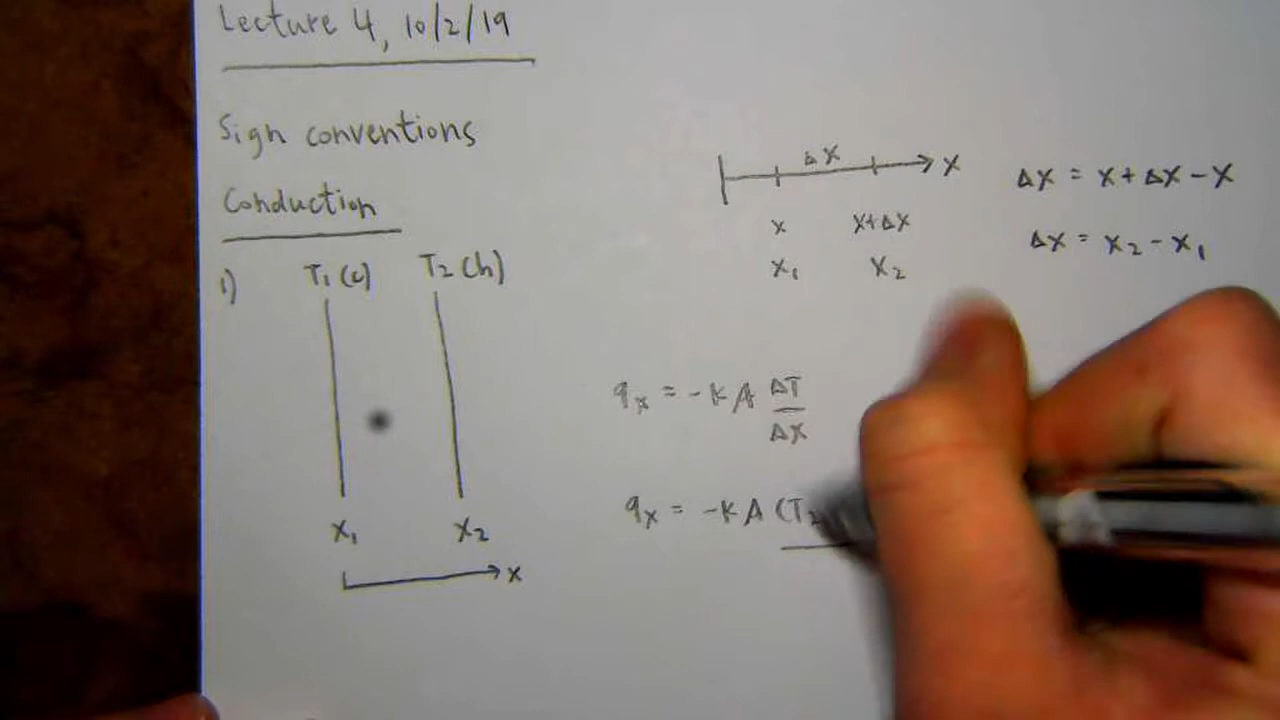 Lecture 4, 10/2/19
Sign conventions
Conduction
1) T₁(c) T₂(h)
x₁ x₂
x
Δx x
x x+Δx
x₁ x₂
Δx = x+Δx-x
Δx = x₂-x₁
qₓ = -kA ΔT/Δx
qₓ = -kA (T₂